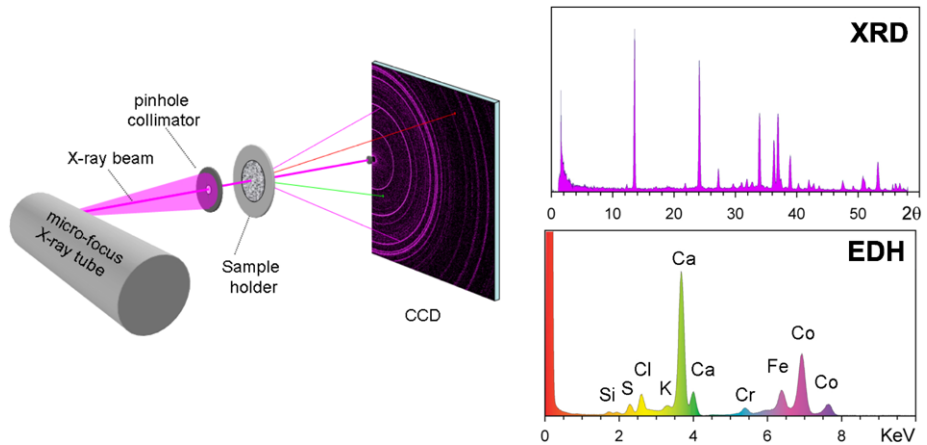 pinhole
collimator
X-ray beam
micro-focus
X-ray tube
Sample
holder
CCD
XRD
0 10 20 30 40 50 2θ
EDH
Ca
Co
Cl
Fe
Si S K Ca Cr Co
0 2 4 6 8 KeV